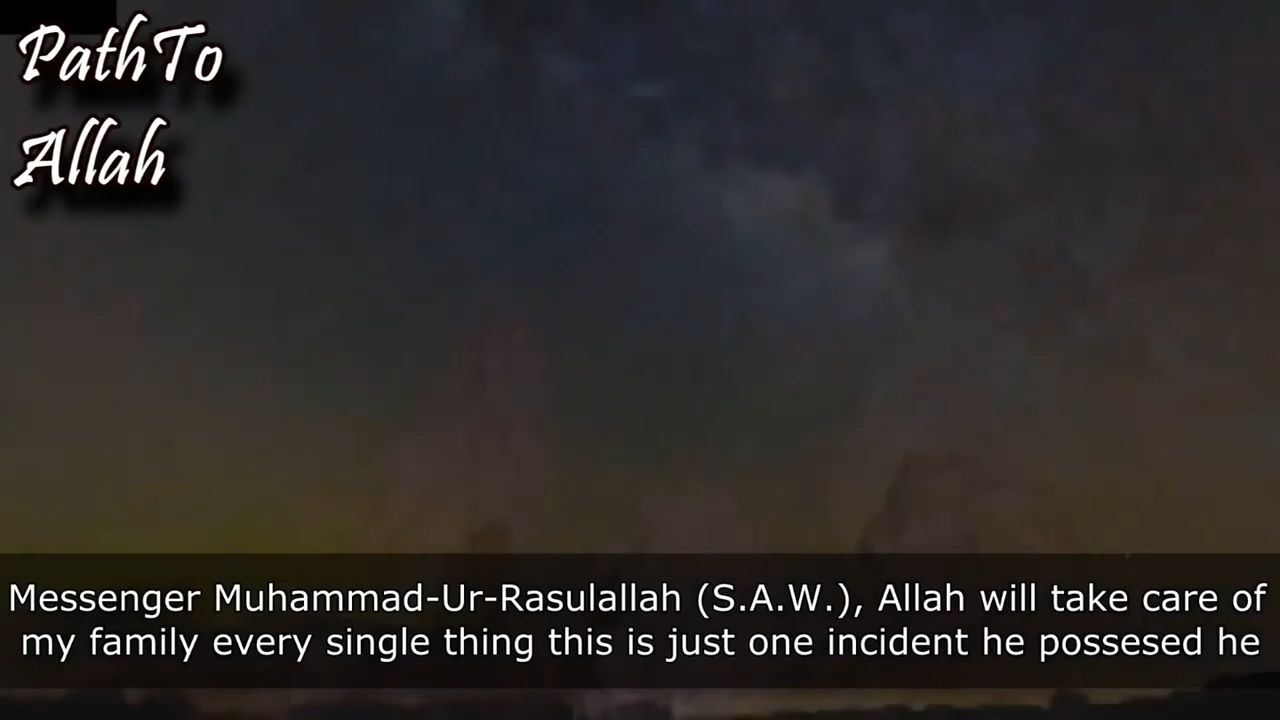 PathTo
Allah
Messenger Muhammad-Ur-Rasulallah (S.A.W.), Allah will take care of
my family every single thing this is just one incident he possesed he